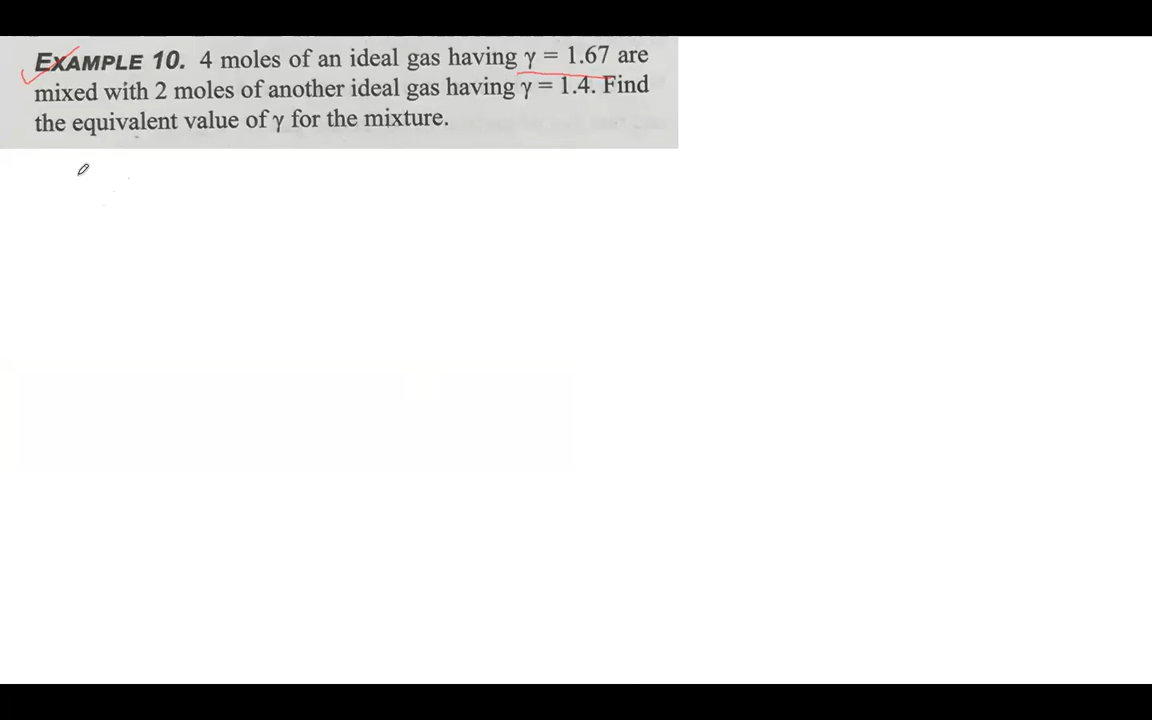 EXAMPLE 10. 4 moles of an ideal gas having γ = 1.67 are
mixed with 2 moles of another ideal gas having γ = 1.4. Find
the equivalent value of γ for the mixture.